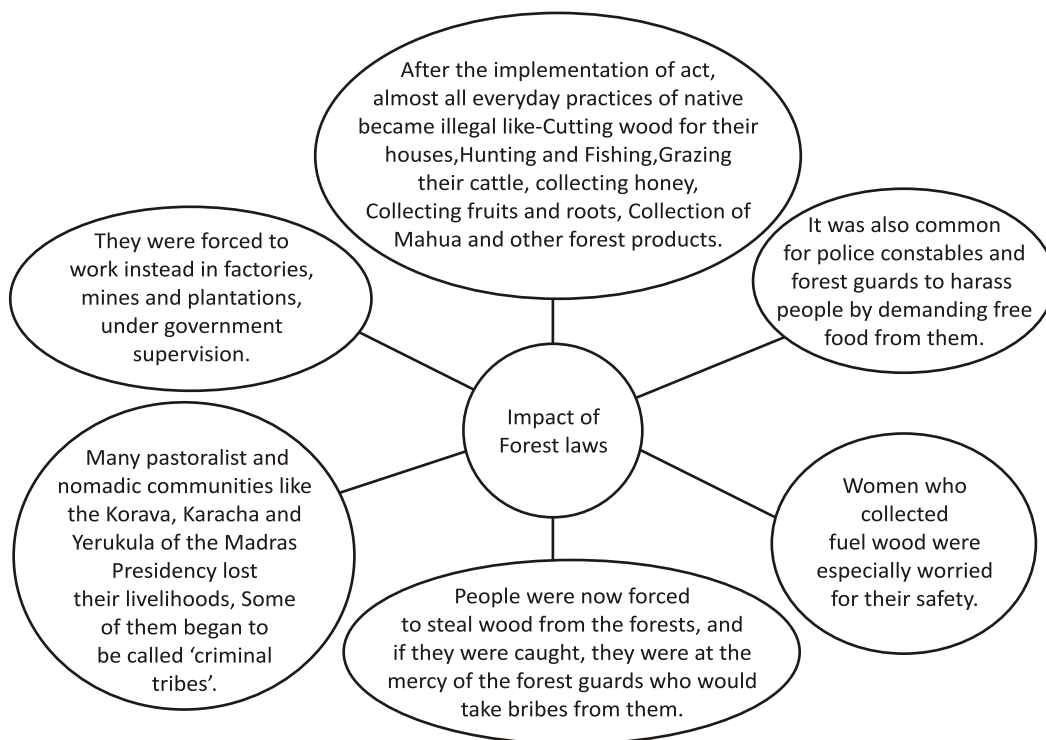 After the implementation of act,
almost all everyday practices of native
became illegal like-Cutting wood for their
houses,Hunting and Fishing,Grazing
their cattle, collecting honey,
Collecting fruits and roots, Collection of
Mahua and other forest products.
It was also common
for police constables and
forest guards to harass
people by demanding free
food from them.
They were forced to
work instead in factories,
mines and plantations,
under government
supervision.
Impact of
Forest laws
Many pastoralist and
nomadic communities like
the Korava, Karacha and
Yerukula of the Madras
Presidency lost
their livelihoods, Some
of them began to
be called ‘criminal
tribes’.
Women who
collected
fuel wood were
especially worried
for their safety.
People were now forced
to steal wood from the forests, and
if they were caught, they were at the
mercy of the forest guards who would
take bribes from them.